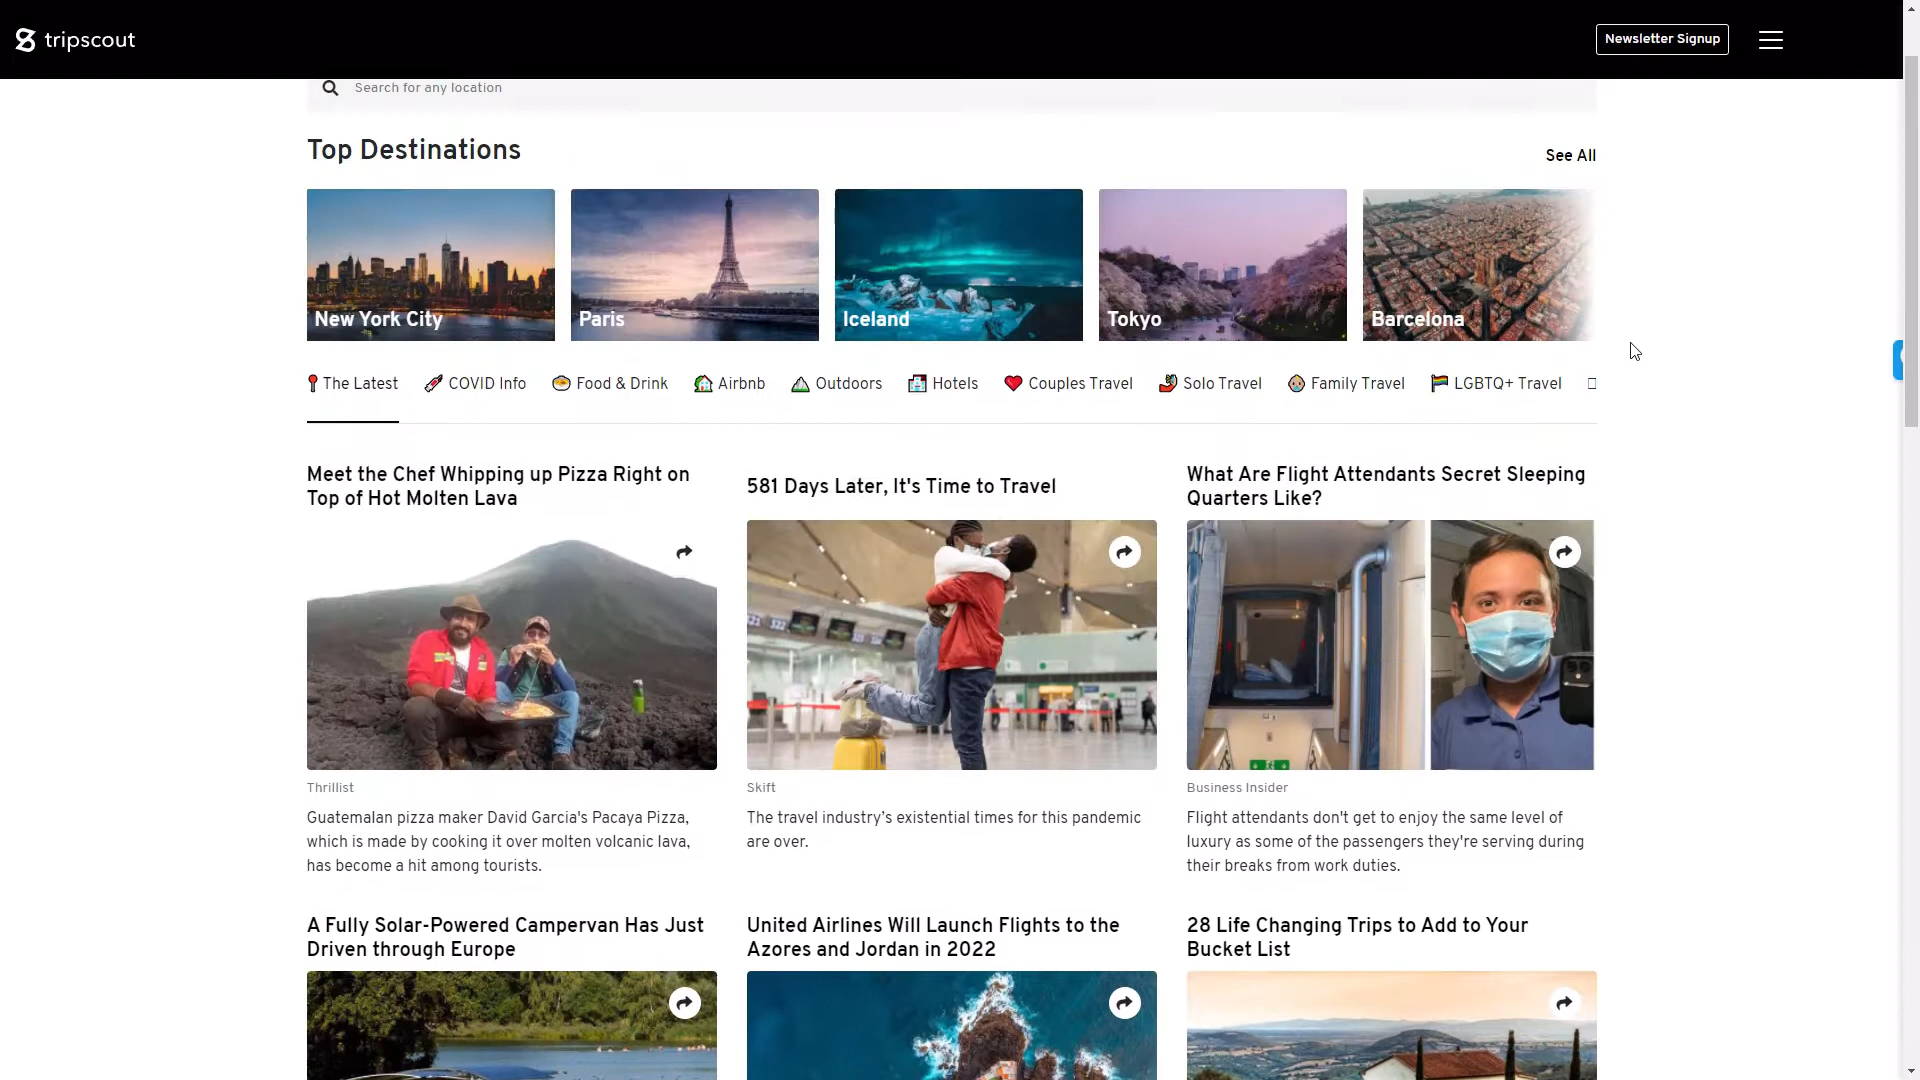 tripscout
Newsletter Signup
Search for any location
Top Destinations
See All
New York City
Paris
Iceland
Tokyo
Barcelona
The Latest
COVID Info
Food & Drink
Airbnb
Outdoors
Hotels
Couples Travel
Solo Travel
Family Travel
LGBTQ+ Travel
Meet the Chef Whipping up Pizza Right on
Top of Hot Molten Lava
581 Days Later, It's Time to Travel
What Are Flight Attendants Secret Sleeping
Quarters Like?
Thrillist
Guatemalan pizza maker David Garcia's Pacaya Pizza,
which is made by cooking it over molten volcanic lava,
has become a hit among tourists.
Skift
The travel industry’s existential times for this pandemic
are over.
Business Insider
Flight attendants don't get to enjoy the same level of
luxury as some of the passengers they're serving during
their breaks from work duties.
A Fully Solar-Powered Campervan Has Just
Driven through Europe
United Airlines Will Launch Flights to the
Azores and Jordan in 2022
28 Life Changing Trips to Add to Your
Bucket List